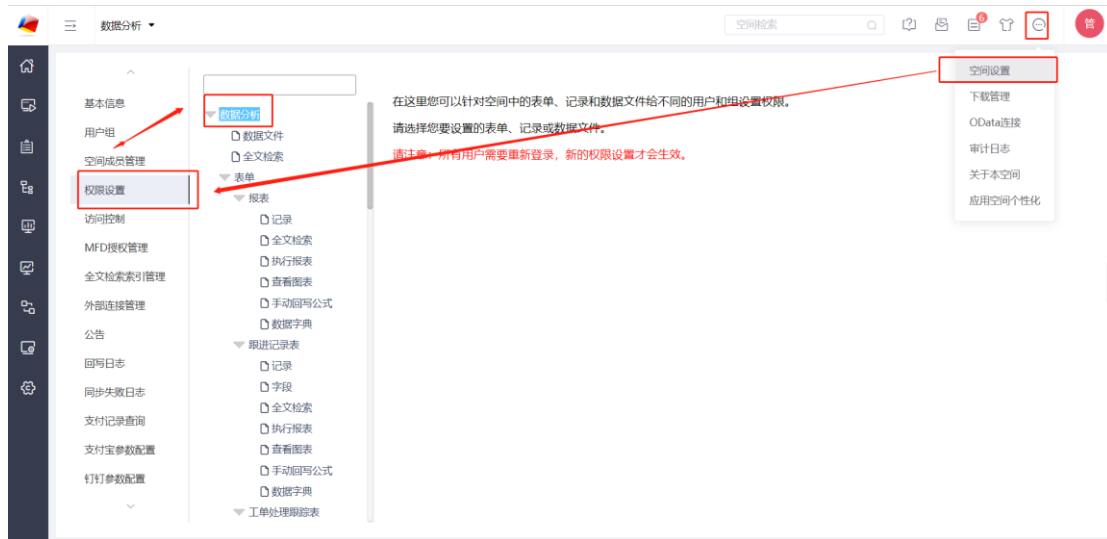 数据分析
空间检索
6
管
空间设置
下载管理
OData连接
审计日志
关于本空间
应用空间个性化
基本信息
用户组
空间成员管理
权限设置
访问控制
MFD授权管理
全文检索索引管理
外部连接管理
公告
回写日志
同步失败日志
支付记录查询
支付宝参数配置
钉钉参数配置
数据分析
数据文件
全文检索
表单
报表
记录
全文检索
执行报表
查看图表
手动回写公式
数据字典
跟进记录表
记录
字段
全文检索
执行报表
查看图表
手动回写公式
数据字典
工单处理跟踪表
在这里您可以针对空间中的表单、记录和数据文件给不同的用户和组设置权限。
请选择您要设置的表单、记录或数据文件。
请注意：所有用户需要重新登录，新的权限设置才会生效。